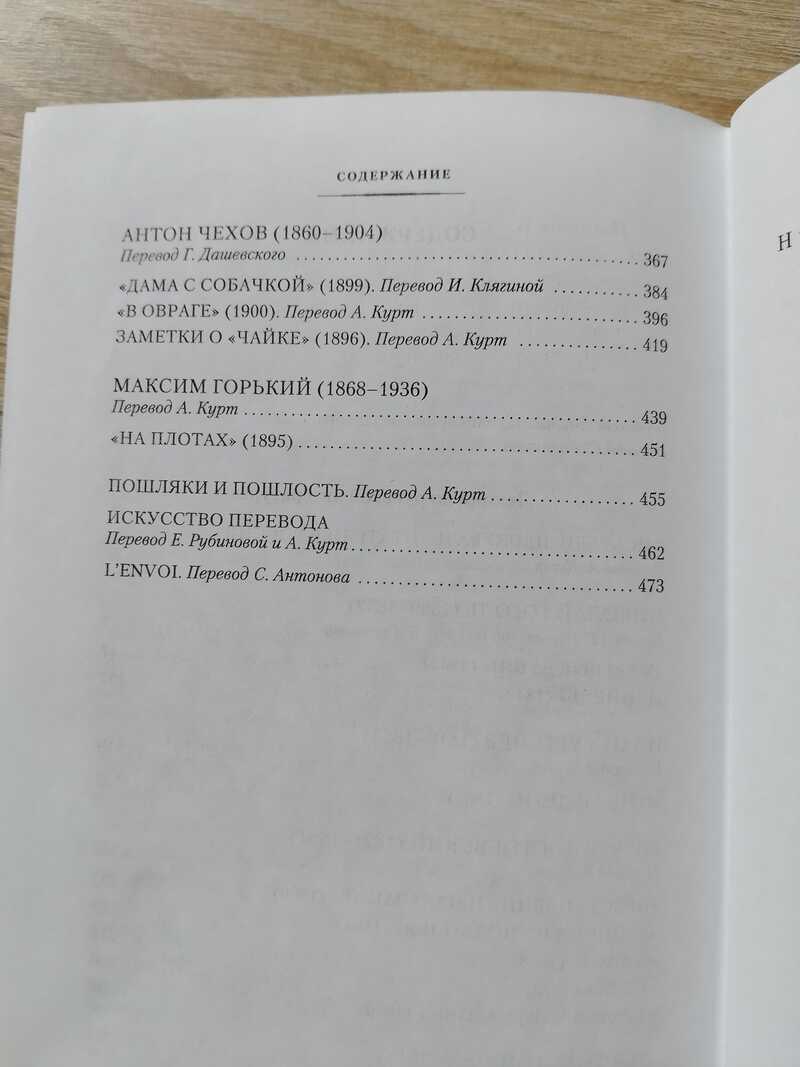 СОДЕРЖАНИЕ
АНТОН ЧЕХОВ (1860–1904)
Перевод Г. Дашевского 367
«ДАМА С СОБАЧКОЙ» (1899). Перевод И. Клягиной 384
«В ОВРАГЕ» (1900). Перевод А. Курт 396
ЗАМЕТКИ О «ЧАЙКЕ» (1896). Перевод А. Курт 419
МАКСИМ ГОРЬКИЙ (1868–1936)
Перевод А. Курт 439
«НА ПЛОТАХ» (1895) 451
ПОШЛЯКИ И ПОШЛОСТЬ. Перевод А. Курт 455
ИСКУССТВО ПЕРЕВОДА
Перевод Е. Рубиновой и А. Курт 462
L'ENVOI. Перевод С. Антонова 473